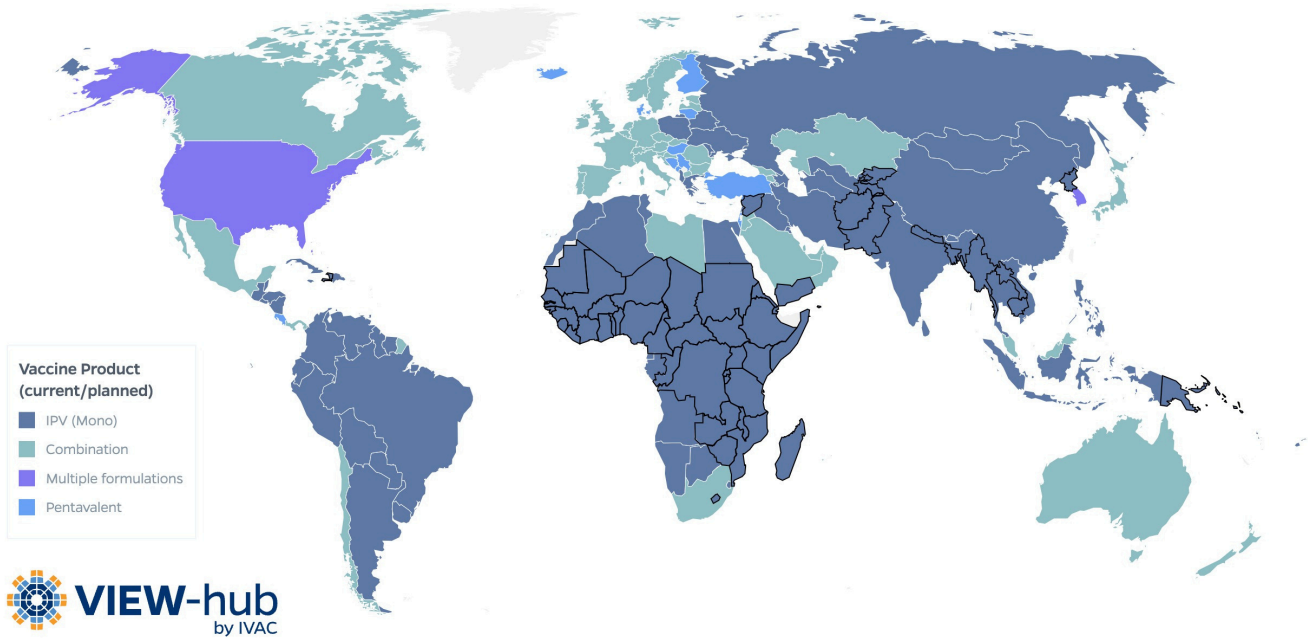 Vaccine Product
(current/planned)
IPV (Mono)
Combination
Multiple formulations
Pentavalent
VIEW-hub
by IVAC